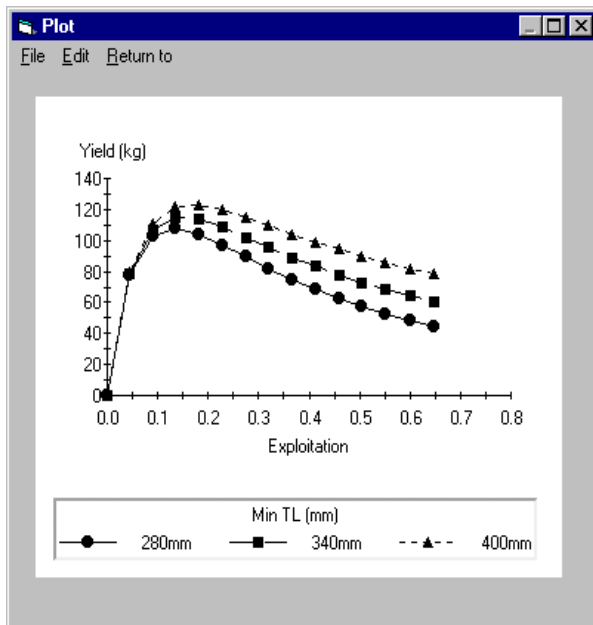 Plot
File Edit Return to
Yield (kg)
140
120
100
80
60
40
20
0
0.0 0.1 0.2 0.3 0.4 0.5 0.6 0.7 0.8
Exploitation
Min TL (mm)
280mm 340mm 400mm